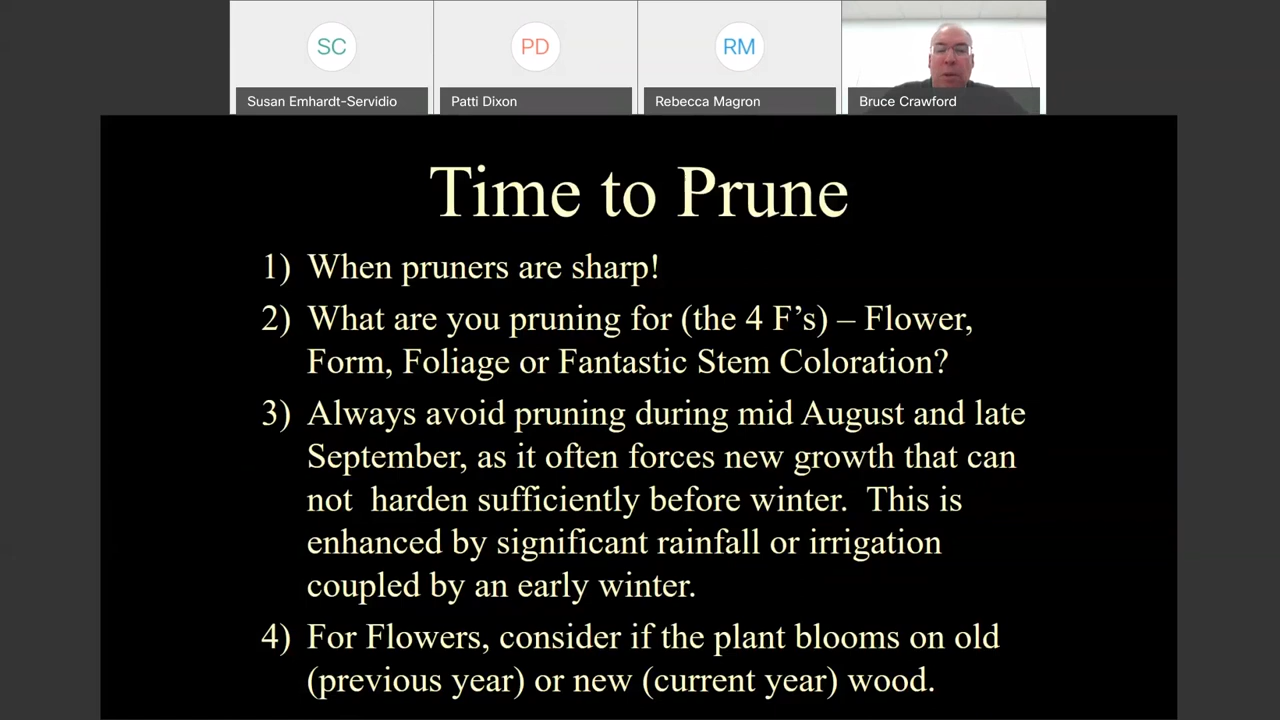 SC
PD
RM
Susan Emhardt-Servidio
Patti Dixon
Rebecca Magron
Bruce Crawford
Time to Prune
1) When pruners are sharp!
2) What are you pruning for (the 4 F's) – Flower,
Form, Foliage or Fantastic Stem Coloration?
3) Always avoid pruning during mid August and late
September, as it often forces new growth that can
not harden sufficiently before winter. This is
enhanced by significant rainfall or irrigation
coupled by an early winter.
4) For Flowers, consider if the plant blooms on old
(previous year) or new (current year) wood.